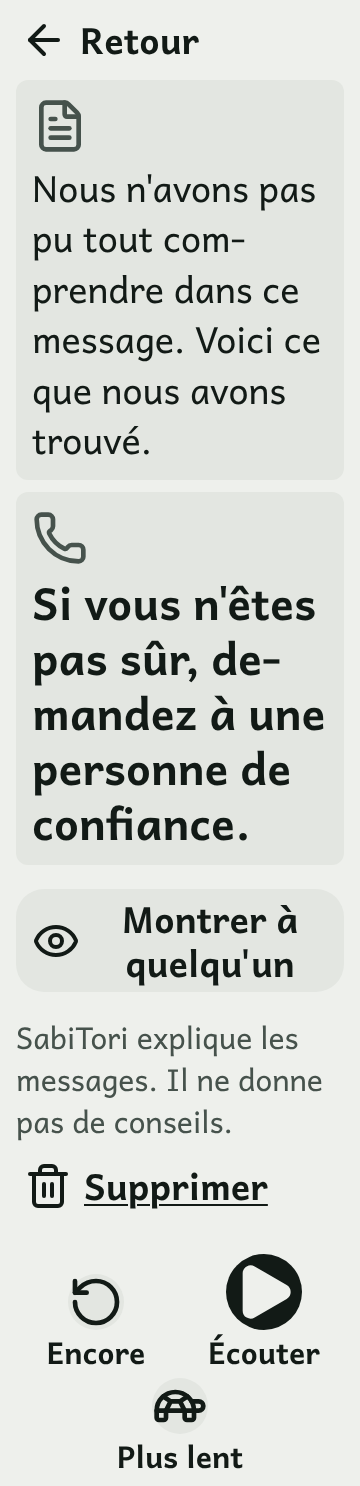 Retour
Nous n'avons pas
pu tout com-
prendre dans ce
message. Voici ce
que nous avons
trouvé.
Si vous n'êtes
pas sûr, de-
mandez à une
personne de
confiance.
Montrer à
quelqu'un
SabiTori explique les
messages. Il ne donne
pas de conseils.
Supprimer
Encore
Écouter
Plus lent